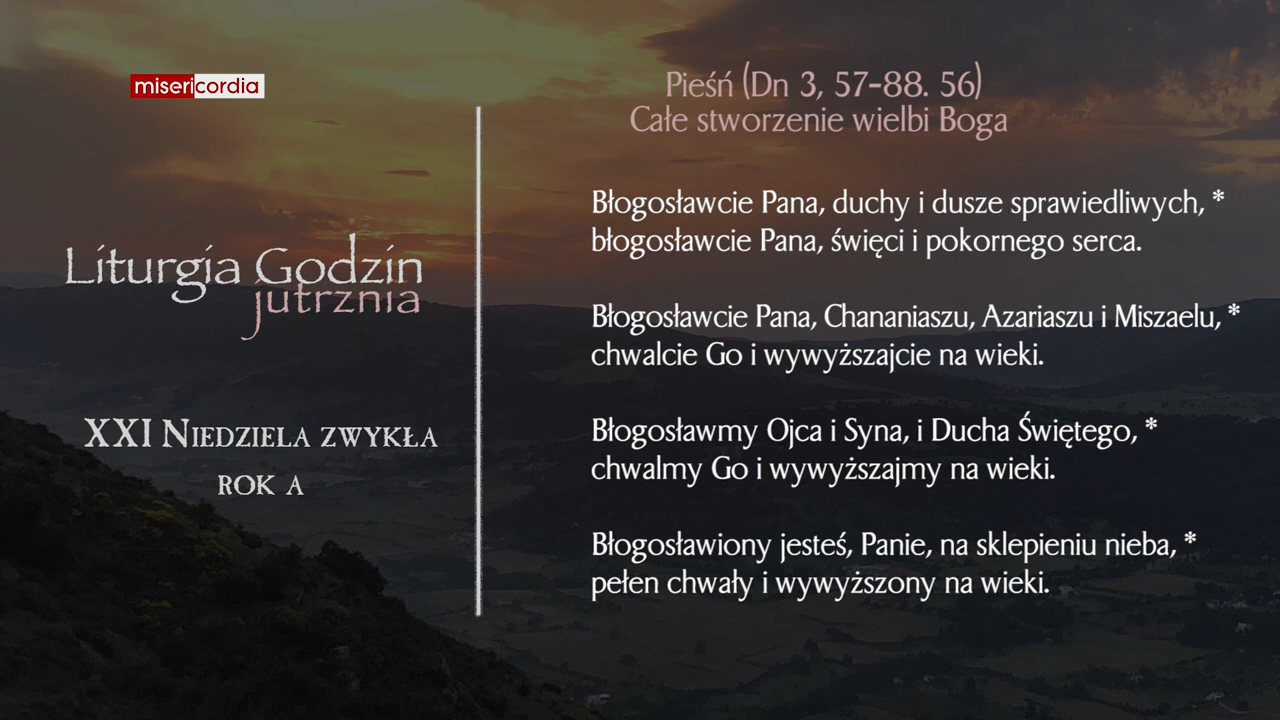 misericordia
Liturgia Godzin
jutrznia
XXI Niedziela zwykła
rok A
Pieśń (Dn 3, 57-88. 56)
Całe stworzenie wielbi Boga
Błogosławcie Pana, duchy i dusze sprawiedliwych, *
błogosławcie Pana, święci i pokornego serca.
Błogosławcie Pana, Chananiaszu, Azariaszu i Miszaelu, *
chwalcie Go i wywyższajcie na wieki.
Błogosławmy Ojca i Syna, i Ducha Świętego, *
chwalmy Go i wywyższajmy na wieki.
Błogosławiony jesteś, Panie, na sklepieniu nieba, *
pełen chwały i wywyższony na wieki.